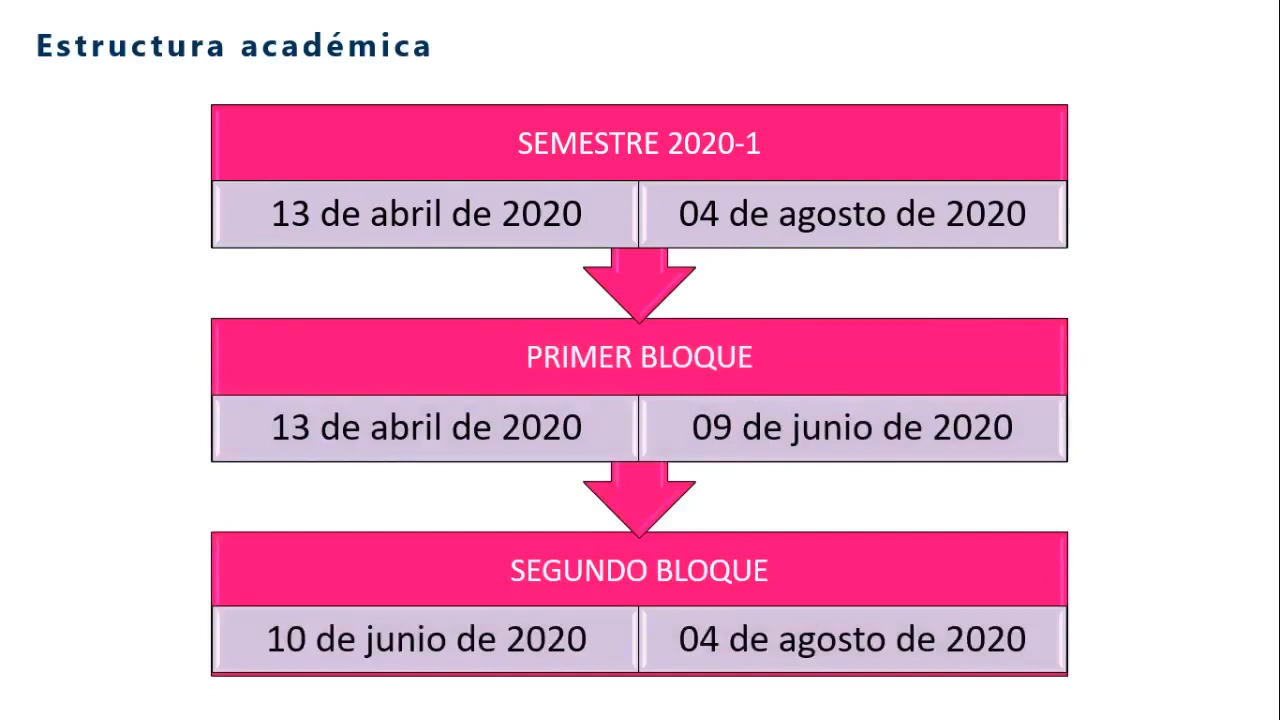 Estructura académica
SEMESTRE 2020-1
13 de abril de 2020 04 de agosto de 2020
PRIMER BLOQUE
13 de abril de 2020 09 de junio de 2020
SEGUNDO BLOQUE
10 de junio de 2020 04 de agosto de 2020